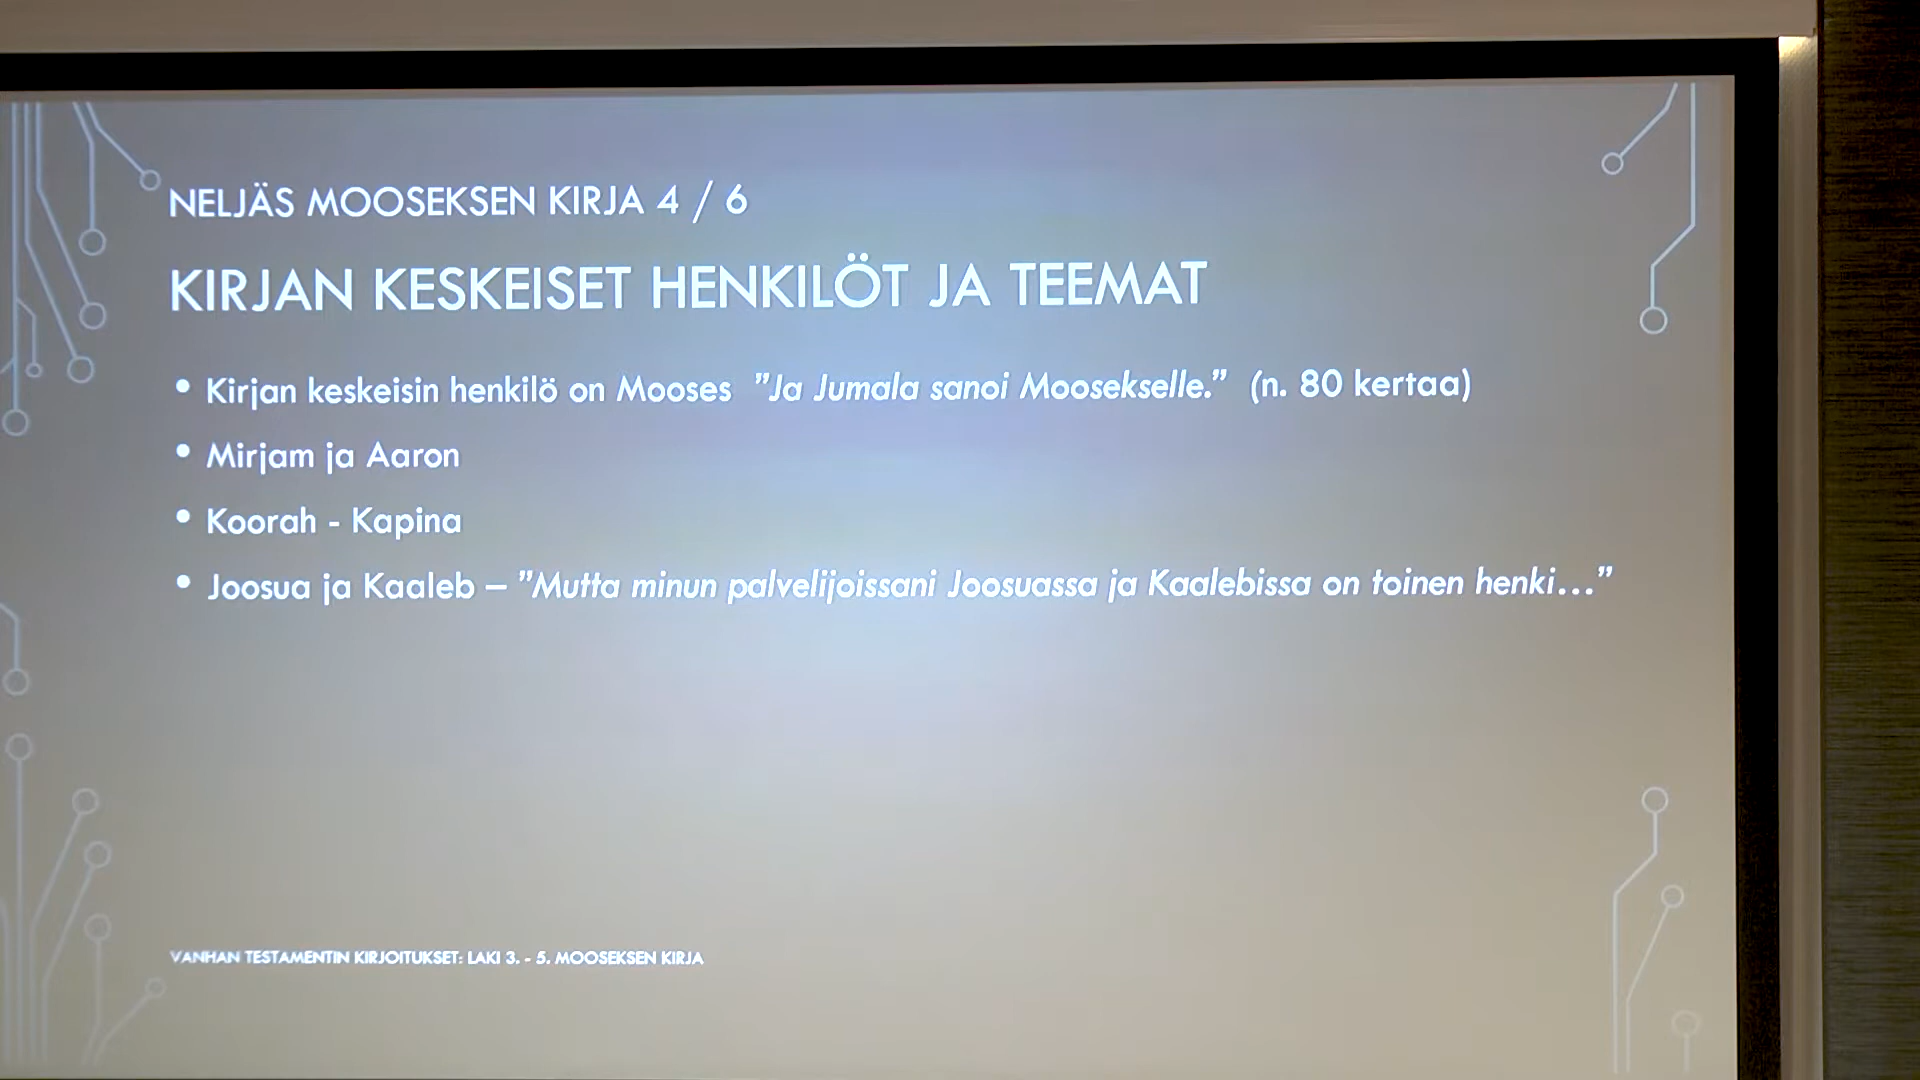 NELJÄS MOOSEKSEN KIRJA 4 / 6
KIRJAN KESKEISET HENKILÖT JA TEEMAT
• Kirjan keskeisin henkilö on Mooses "Ja Jumala sanoi Moosekselle." (n. 80 kertaa)
• Mirjam ja Aaron
• Koorah - Kapina
• Joosua ja Kaaleb – "Mutta minun palvelijoissani Joosuassa ja Kaalebissa on toinen henki…"
VANHAN TESTAMENTIN KIRJOITUKSET: LAKI 3. - 5. MOOSEKSEN KIRJA